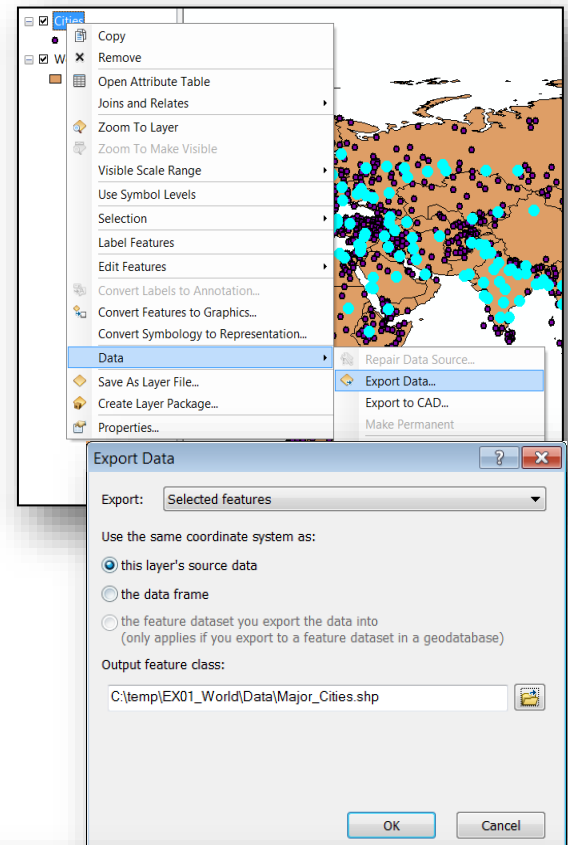 Cities
W
Copy
Remove
Open Attribute Table
Joins and Relates
Zoom To Layer
Zoom To Make Visible
Visible Scale Range
Use Symbol Levels
Selection
Label Features
Edit Features
Convert Labels to Annotation...
Convert Features to Graphics...
Convert Symbology to Representation...
Data
Save As Layer File...
Create Layer Package...
Properties...
Repair Data Source...
Export Data...
Export to CAD...
Make Permanent
Export Data
Export: Selected features
Use the same coordinate system as:
this layer's source data
the data frame
the feature dataset you export the data into
(only applies if you export to a feature dataset in a geodatabase)
Output feature class:
C:\temp\EX01_World\Data\Major_Cities.shp
OK Cancel